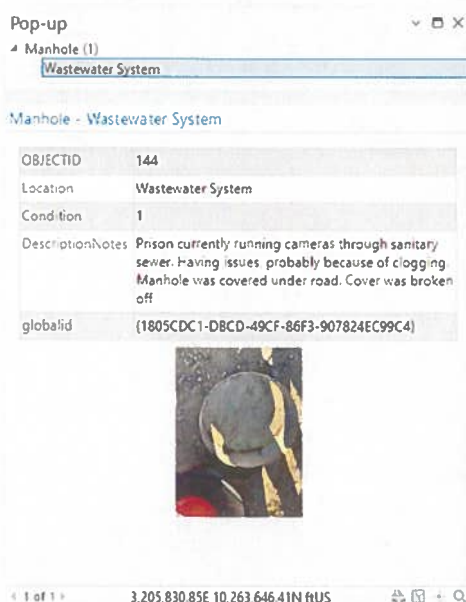 Pop-up
Manhole (1)
Wastewater System
Manhole - Wastewater System
OBJECTID 144
Location Wastewater System
Condition 1
DescriptionNotes Prison currently running cameras through sanitary
sewer. Having issues, probably because of clogging.
Manhole was covered under road. Cover was broken
off
globalid {1805CDC1-DBCD-49CF-86F3-907824EC99C4}
1 of 1
3,205,830.85E 10,263,646.41N ftUS